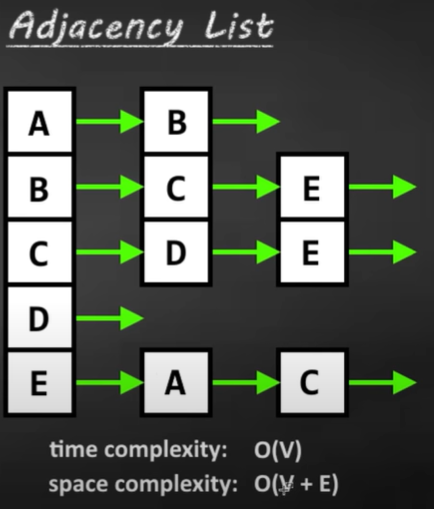 Adjacency List
A B
B C E
C D E
D
E A C
time complexity: O(V)
space complexity: O(V + E)